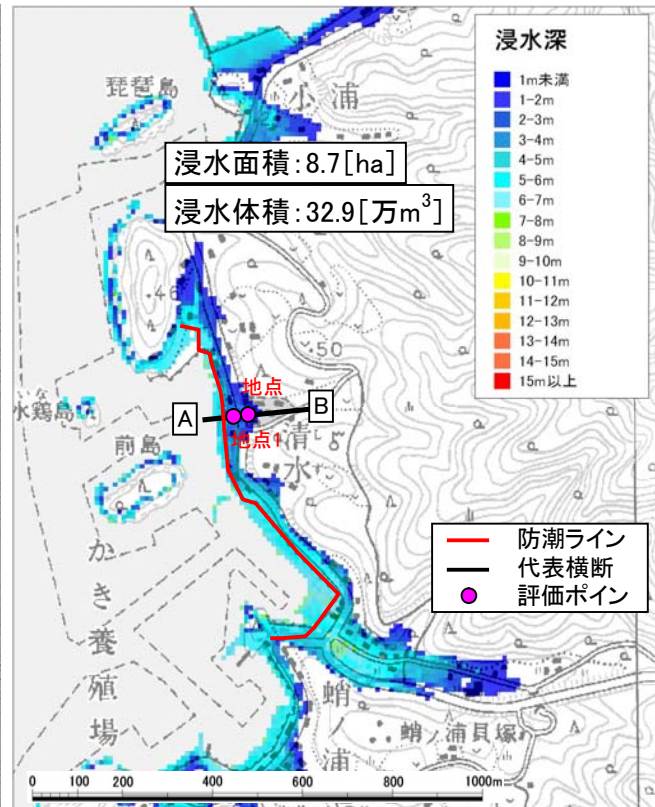 浸水深
1m未満
1-2m
2-3m
3-4m
4-5m
5-6m
6-7m
7-8m
8-9m
9-10m
10-11m
11-12m
12-13m
13-14m
14-15m
15m以上
琵琶島
小浦
浸水面積:8.7[ha]
浸水体積:32.9[万m³]
.46
.50
水鶏島
前島
A
B
地点
地点1
清水
防潮ライン
代表横断
評価ポイン
かき養殖場
蛸ノ浦
蛸ノ浦貝塚
0 100 200 400 600 800 1000m